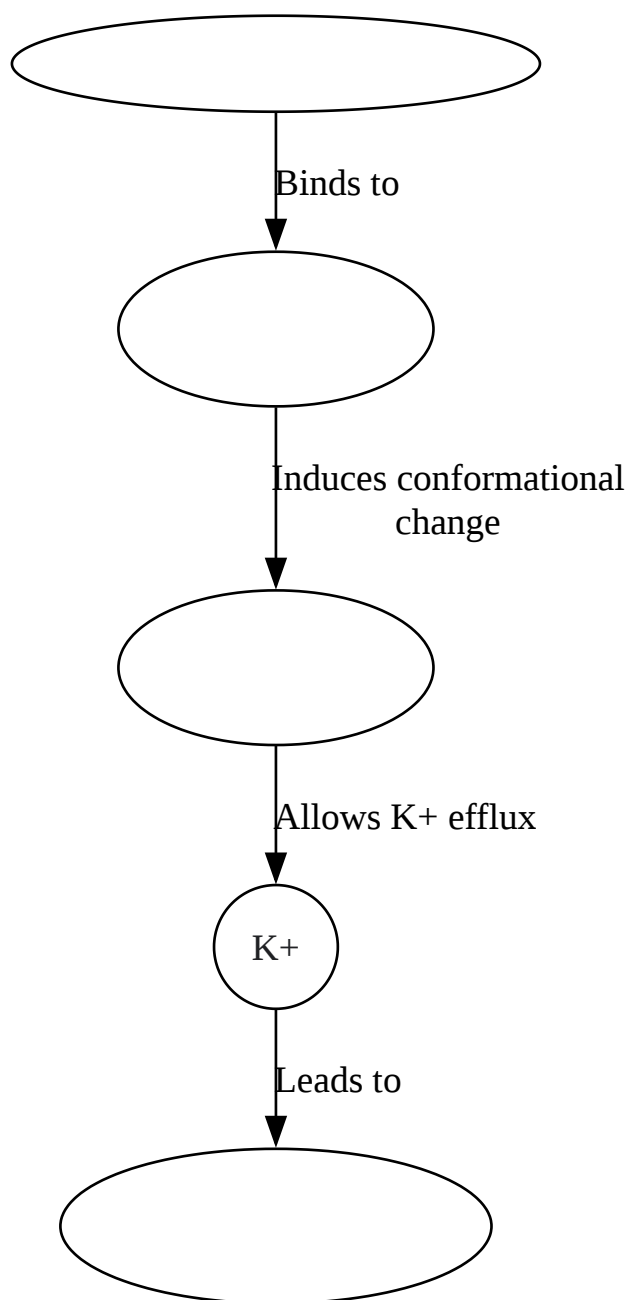 Binds to
Induces conformational
change
Allows K+ efflux
K+
Leads to